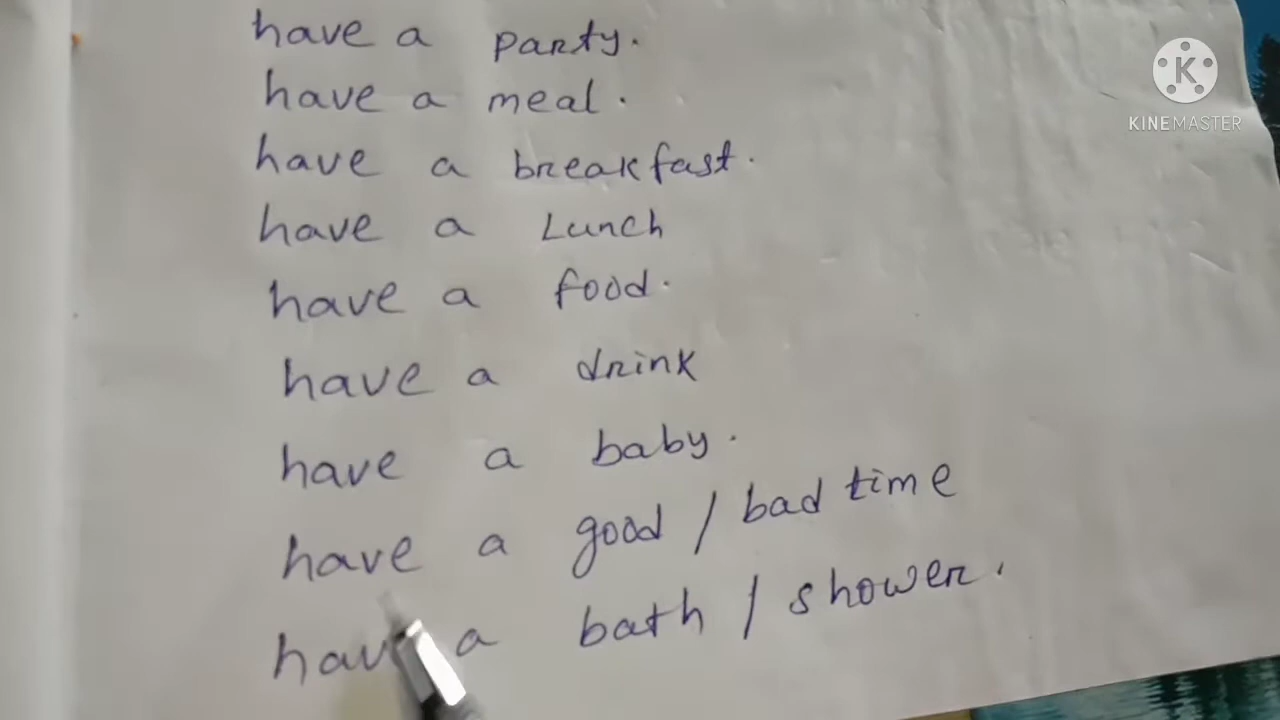 have a party.
have a meal.
have a breakfast.
have a Lunch
have a food.
have a drink
have a baby.
have a good / bad time
have a bath / shower.
K
KINEMASTER